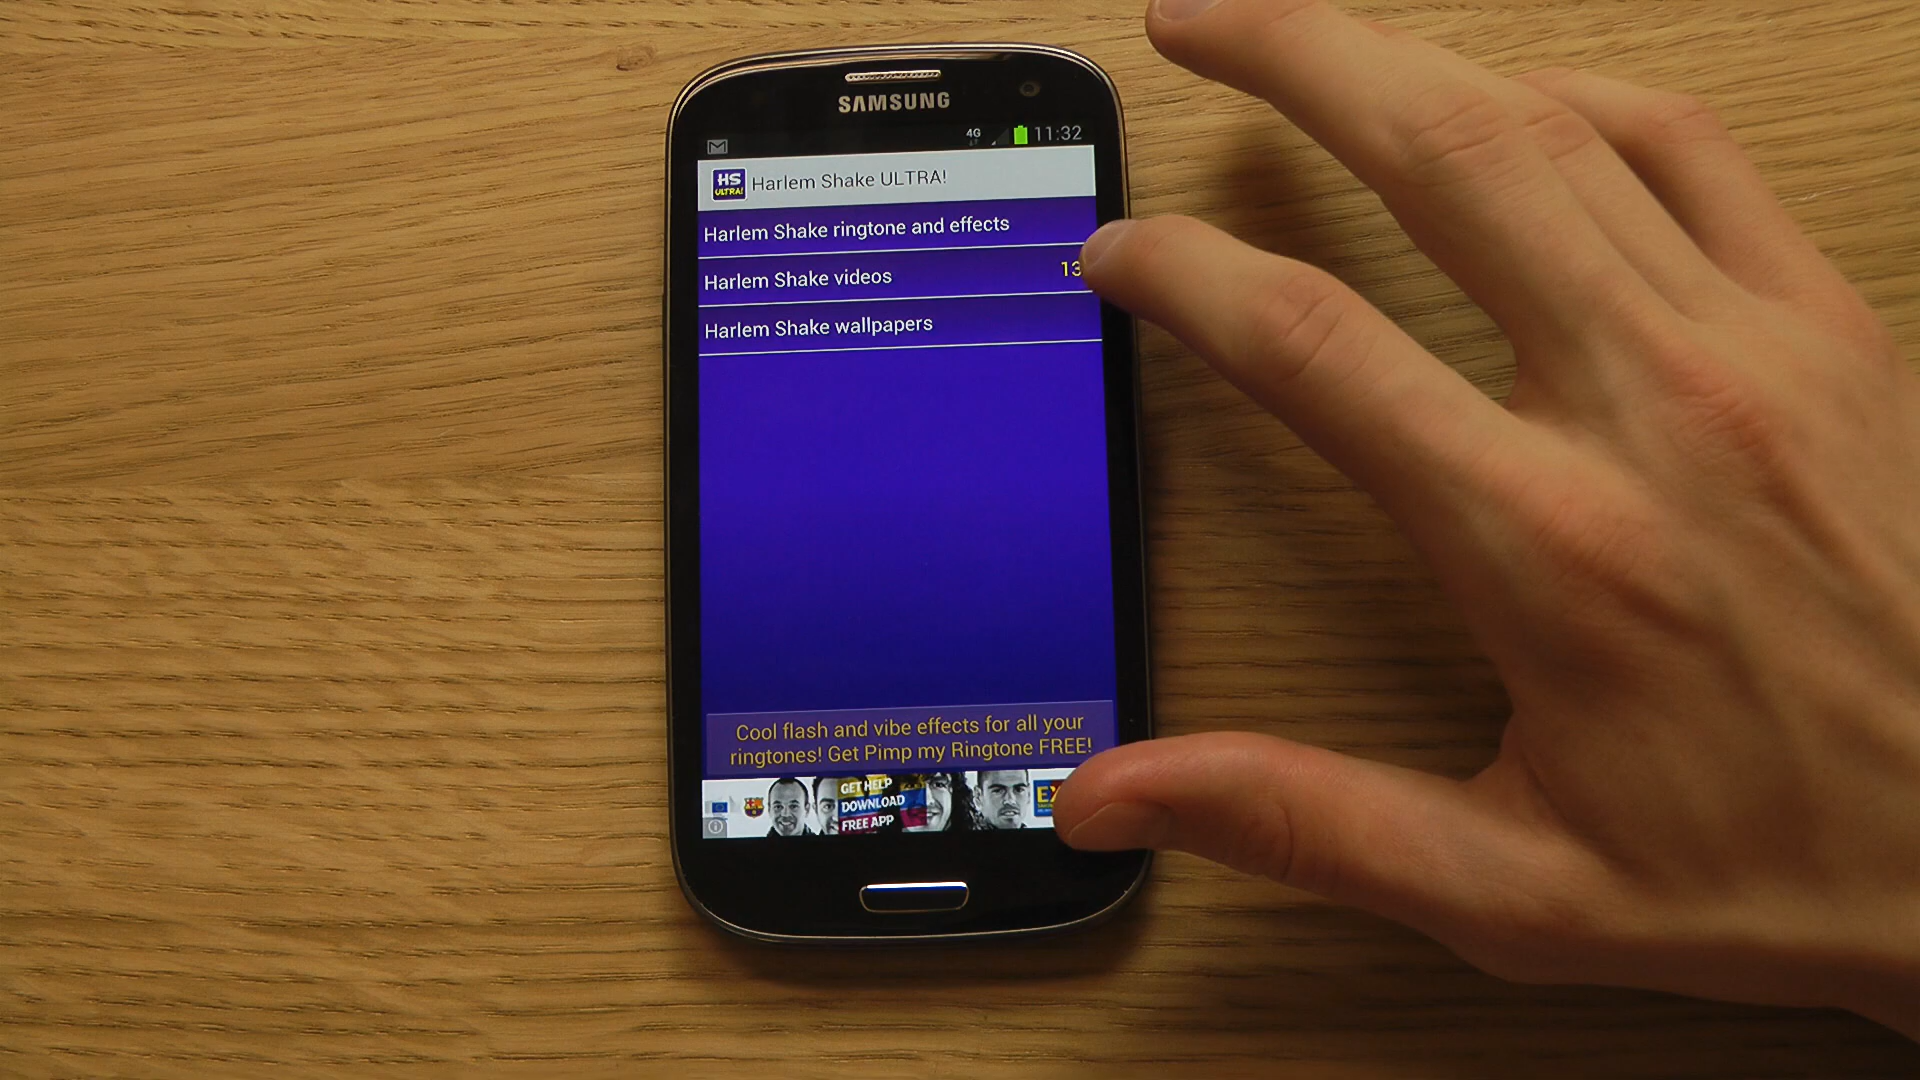 SAMSUNG
4G 11:32
HS ULTRA! Harlem Shake ULTRA!
Harlem Shake ringtone and effects
Harlem Shake videos 13
Harlem Shake wallpapers
Cool flash and vibe effects for all your
ringtones! Get Pimp my Ringtone FREE!
GET HELP
DOWNLOAD
FREE APP